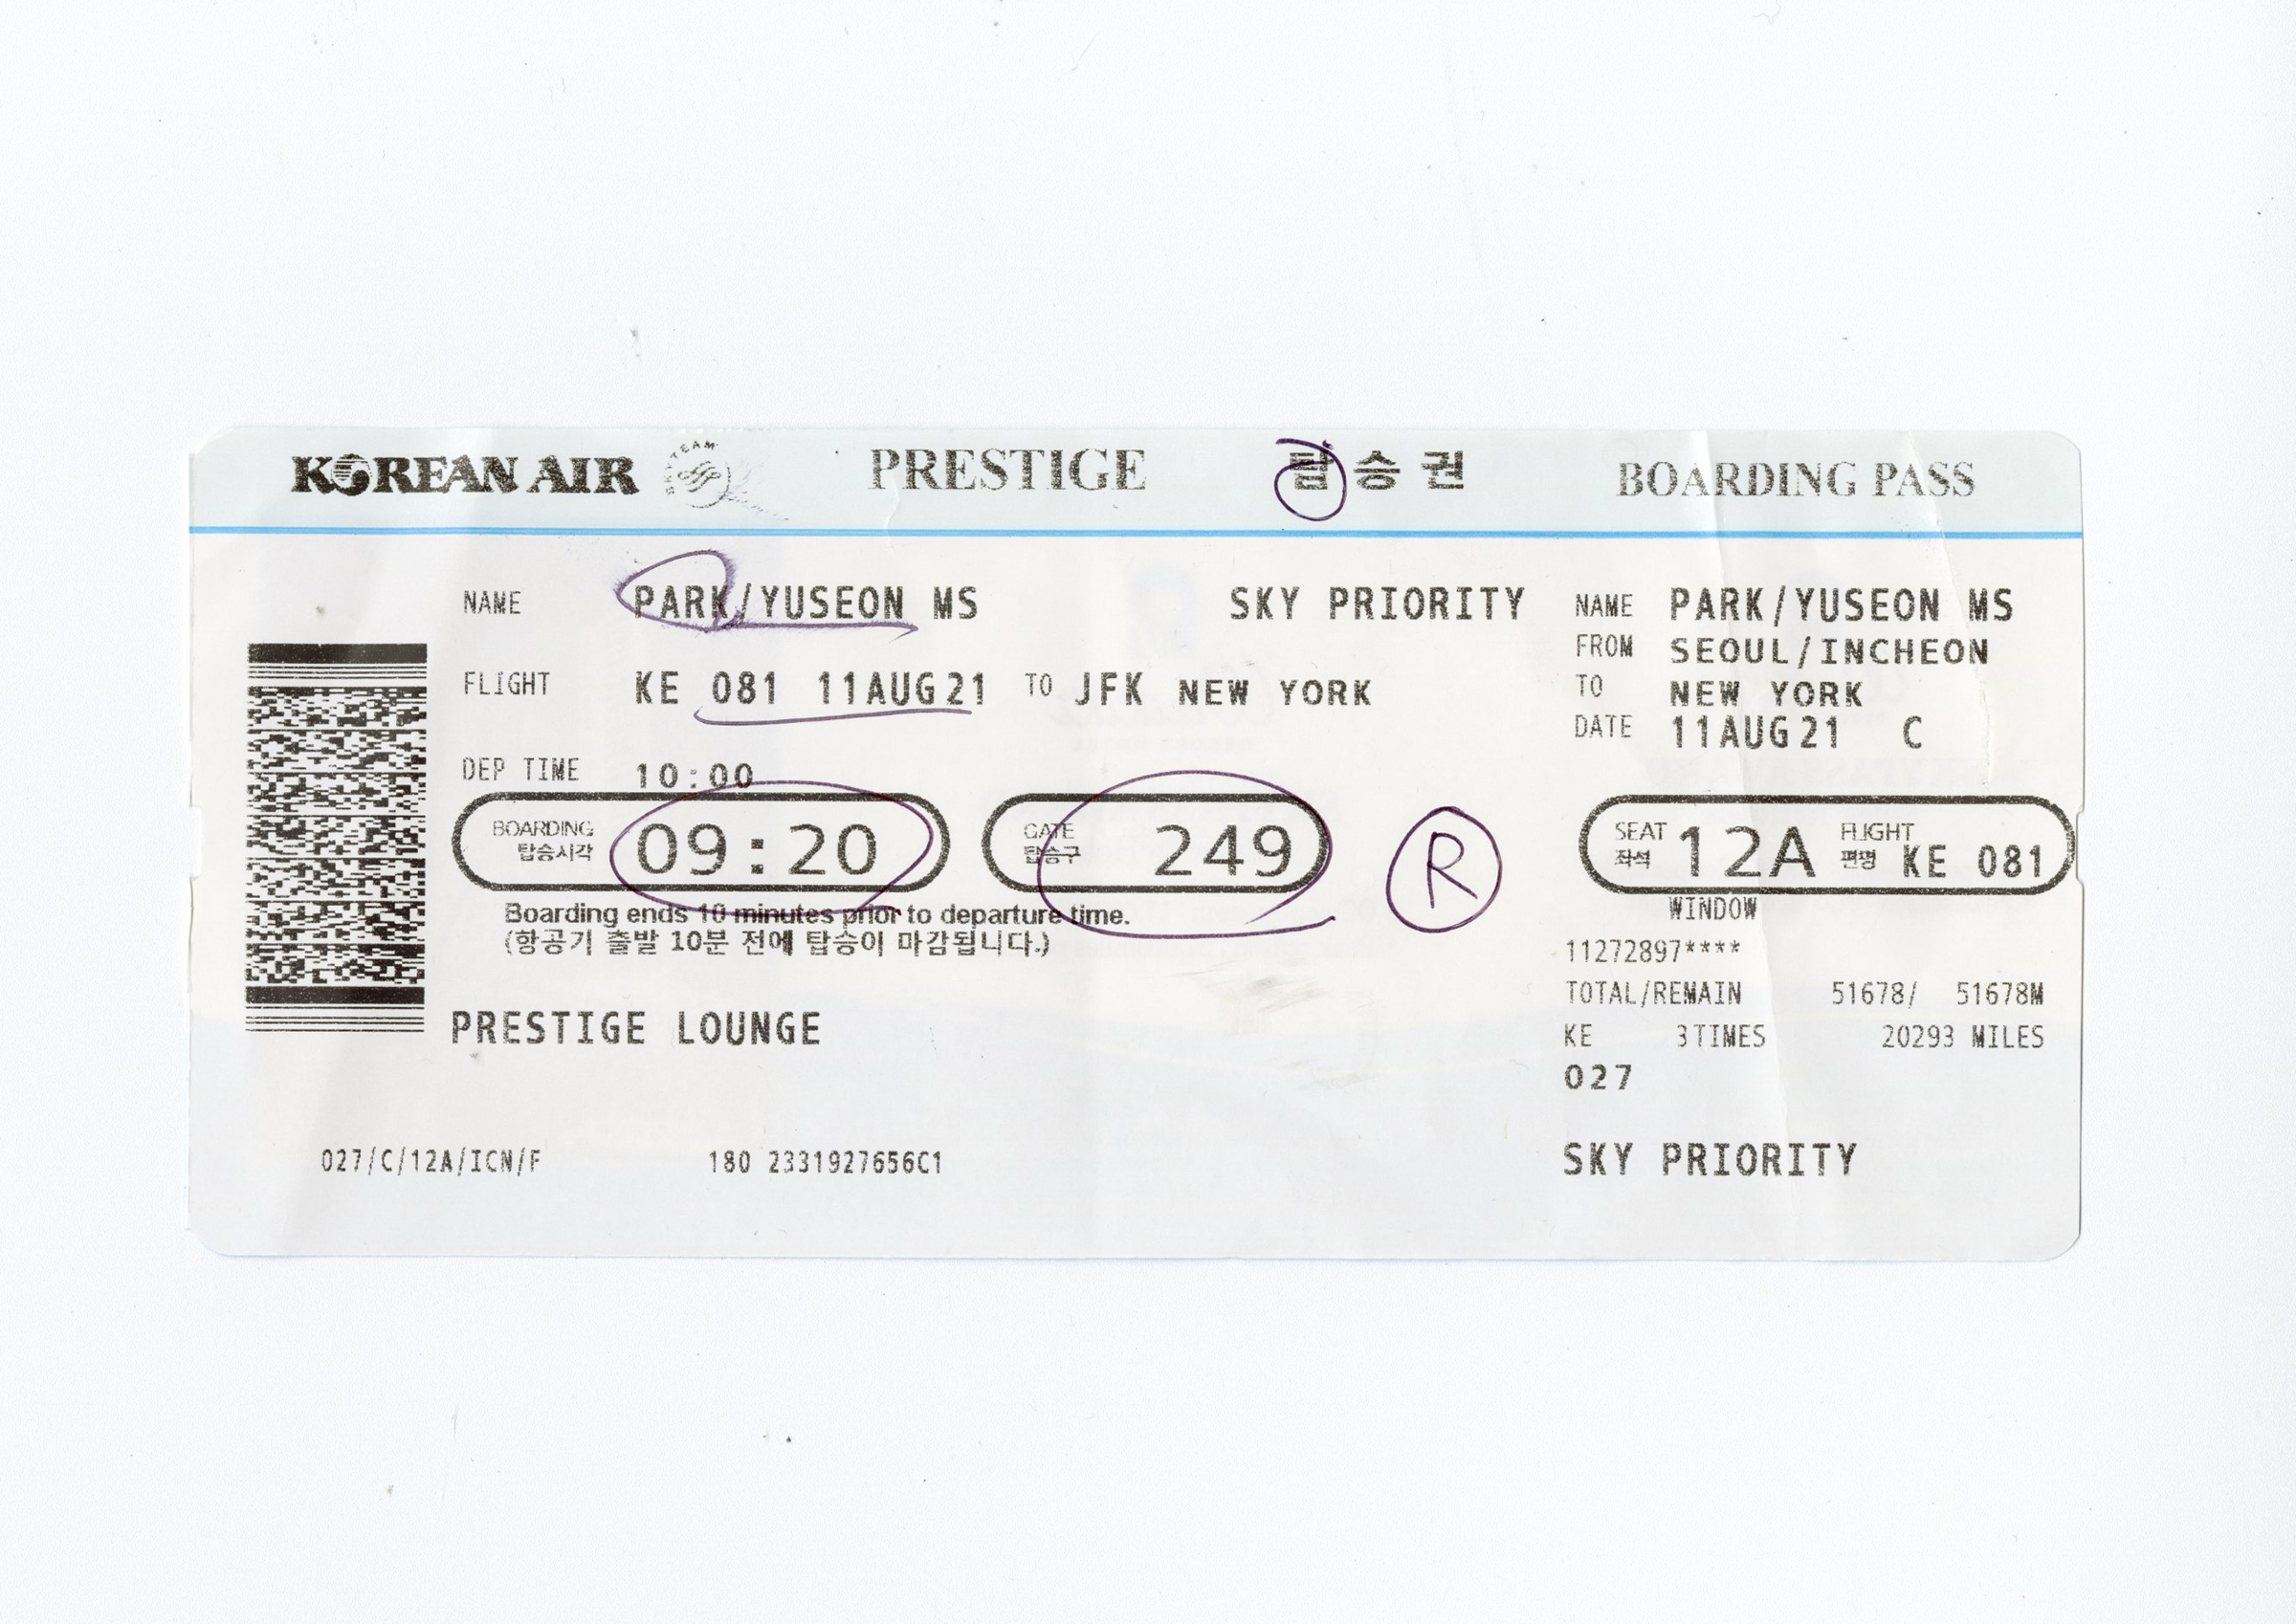 KOREAN AIR SKYTEAM PRESTIGE 탑승권 BOARDING PASS
NAME PARK/YUSEON MS SKY PRIORITY
FLIGHT KE 081 11AUG21 TO JFK NEW YORK
DEP TIME 10:00
BOARDING 탑승시각 09:20 GATE 탑승구 249 R
Boarding ends 10 minutes prior to departure time.
(항공기 출발 10분 전에 탑승이 마감됩니다.)
PRESTIGE LOUNGE
027/C/12A/ICN/F 180 2331927656C1
NAME PARK/YUSEON MS
FROM SEOUL/INCHEON
TO NEW YORK
DATE 11AUG21 C
SEAT 좌석 12A FLIGHT 편명 KE 081
WINDOW
11272897****
TOTAL/REMAIN 51678/ 51678M
KE 3TIMES 20293 MILES
027
SKY PRIORITY